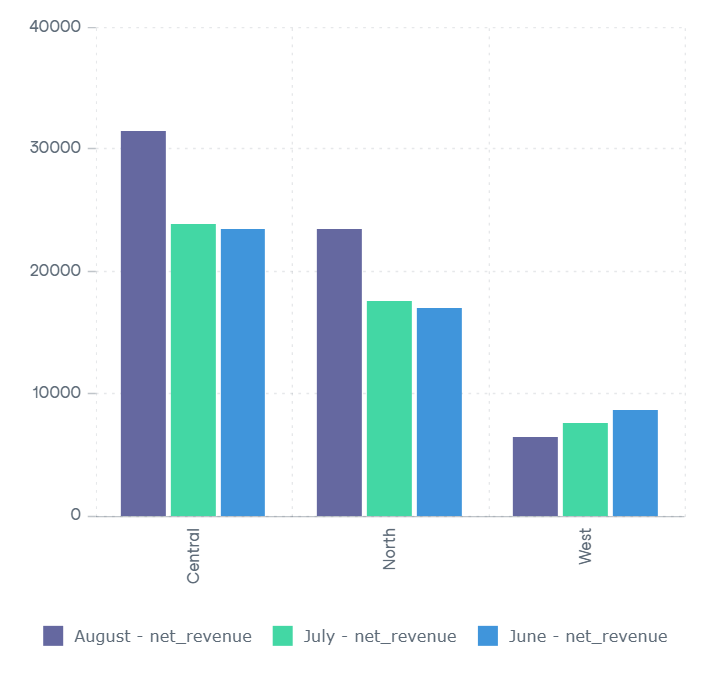 40000
30000
20000
10000
0
Central
North
West
August - net_revenue July - net_revenue June - net_revenue